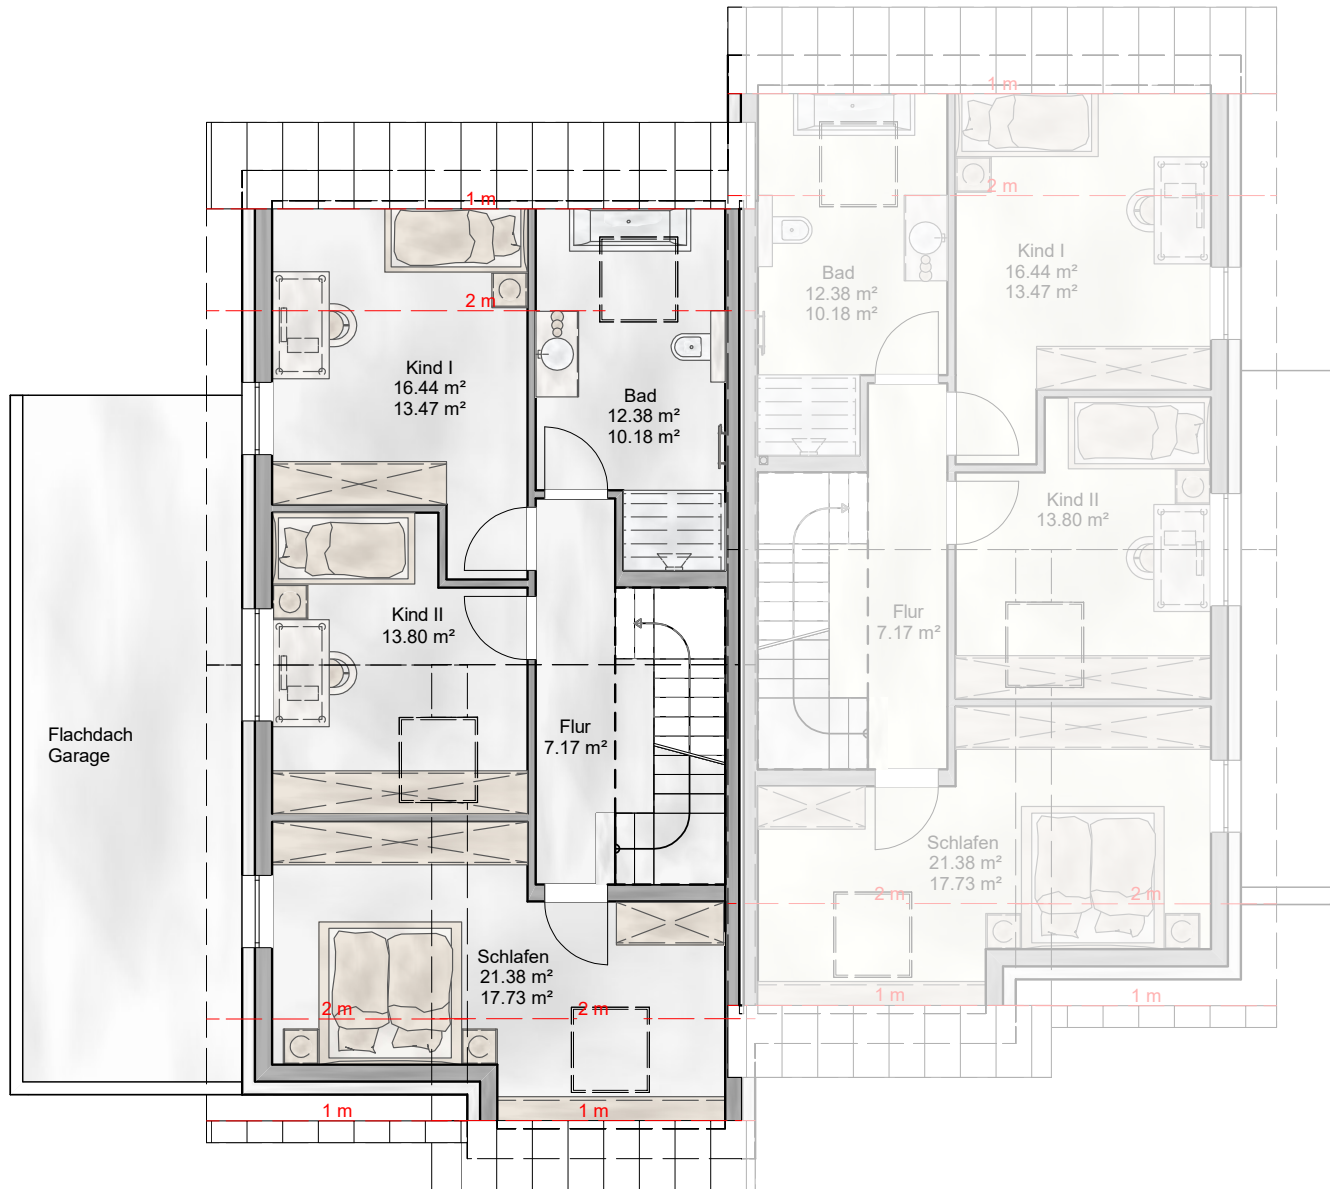 1 m
2 m
Kind I
16.44 m²
13.47 m²
Bad
12.38 m²
10.18 m²
Kind II
13.80 m²
Flur
7.17 m²
Flachdach
Garage
Schlafen
21.38 m²
17.73 m²
2 m
2 m
1 m
1 m
1 m
2 m
Bad
12.38 m²
10.18 m²
Kind I
16.44 m²
13.47 m²
Kind II
13.80 m²
Flur
7.17 m²
Schlafen
21.38 m²
17.73 m²
2 m
2 m
1 m
1 m